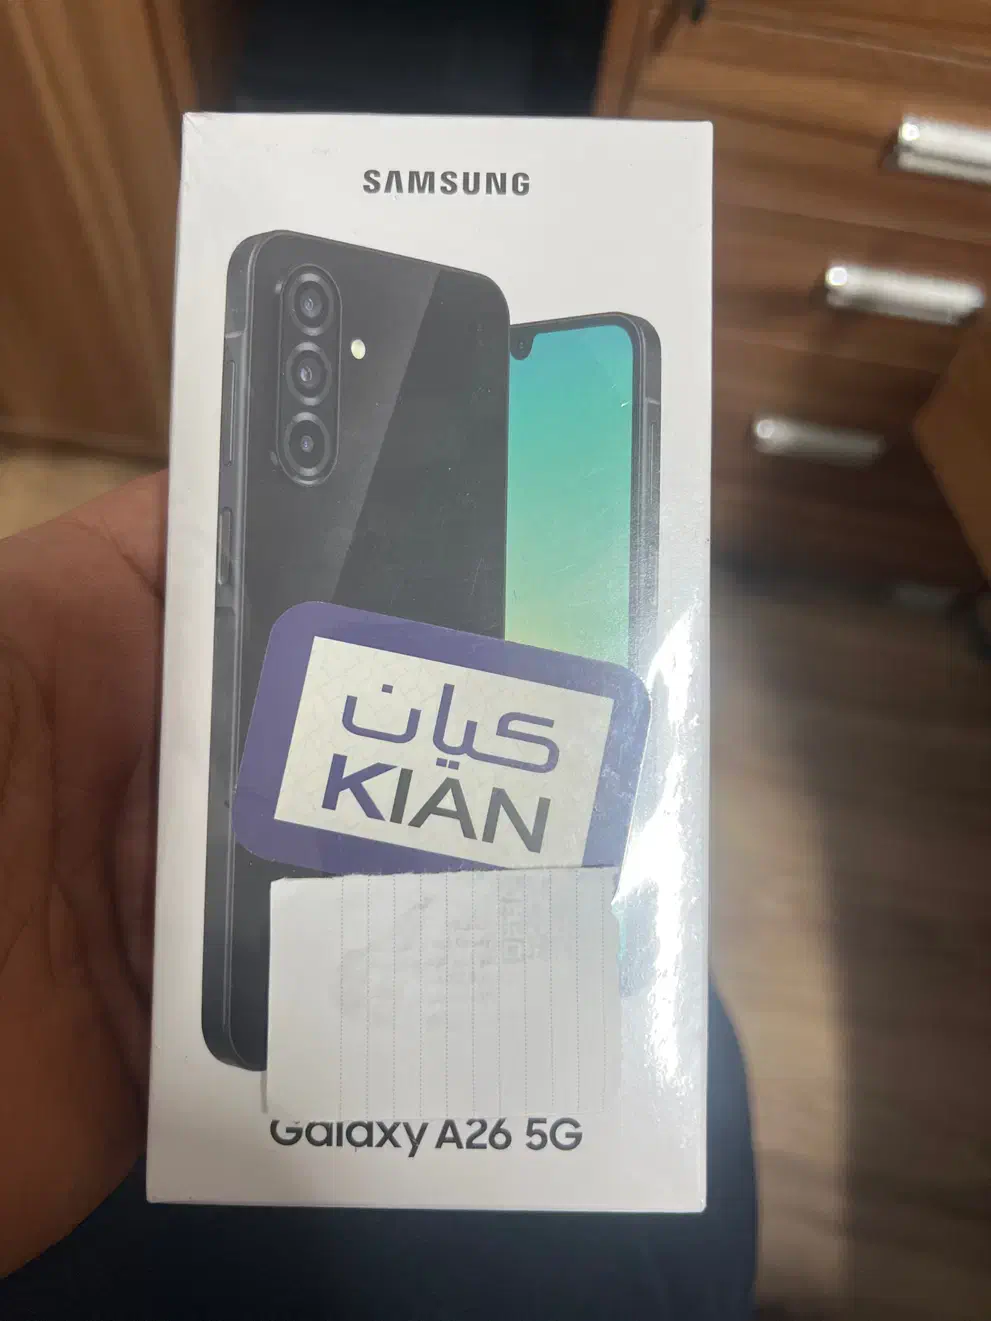 SAMSUNG
كيان
KIAN
Galaxy A26 5G